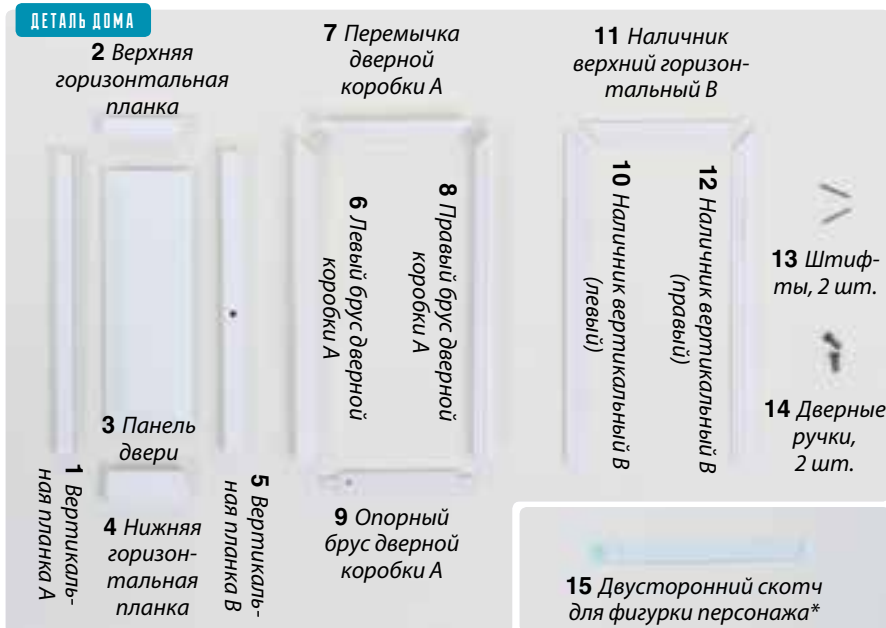 ДЕТАЛЬ ДОМА
2 Верхняя
горизонтальная
планка
7 Перемычка
дверной
коробки А
11 Наличник
верхний горизон-
тальный В
1 Вертикаль-
ная планка А
3 Панель
двери
4 Нижняя
горизон-
тальная
планка
5 Вертикаль-
ная планка В
6 Левый брус дверной
коробки А
8 Правый брус дверной
коробки А
9 Опорный
брус дверной
коробки А
10 Наличник вертикальный В
(левый)
12 Наличник вертикальный В
(правый)
13 Штиф-
ты, 2 шт.
14 Дверные
ручки,
2 шт.
15 Двусторонний скотч
для фигурки персонажа*